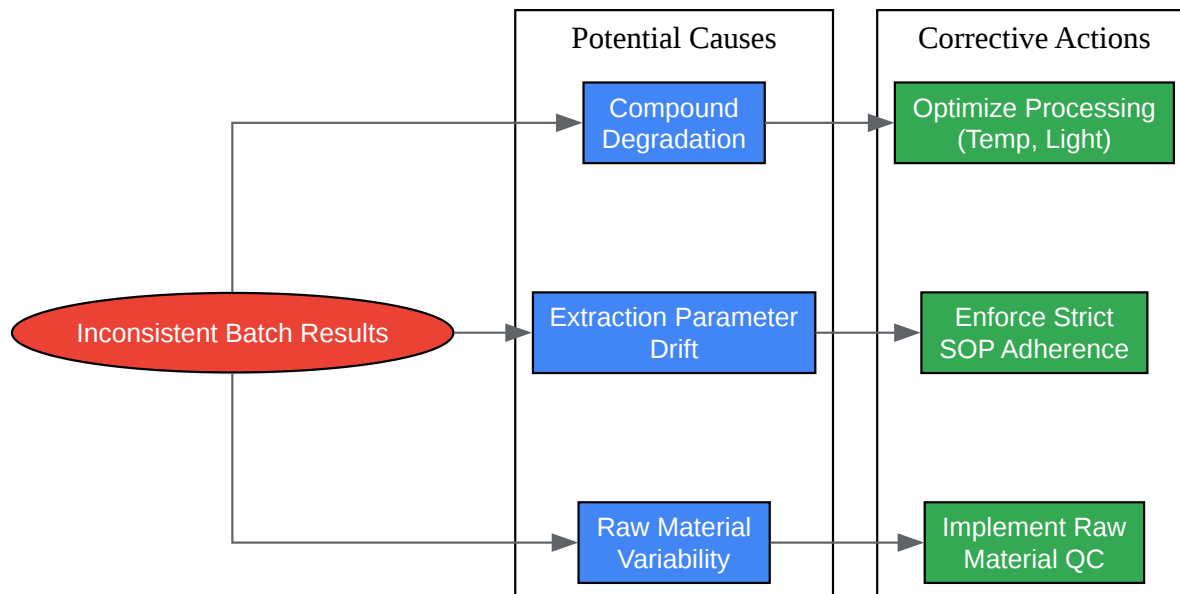 Potential Causes
Corrective Actions
Compound
Degradation
Optimize Processing
(Temp, Light)
Inconsistent Batch Results
Extraction Parameter
Drift
Enforce Strict
SOP Adherence
Raw Material
Variability
Implement Raw
Material QC